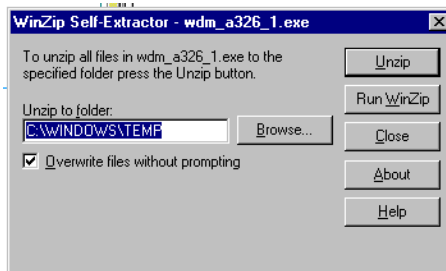 WinZip Self-Extractor - wdm_a326_1.exe
To unzip all files in wdm_a326_1.exe to the
specified folder press the Unzip button.
Unzip to folder:
C:\WINDOWS\TEMP
Browse...
Overwrite files without prompting
Unzip
Run WinZip
Close
About
Help